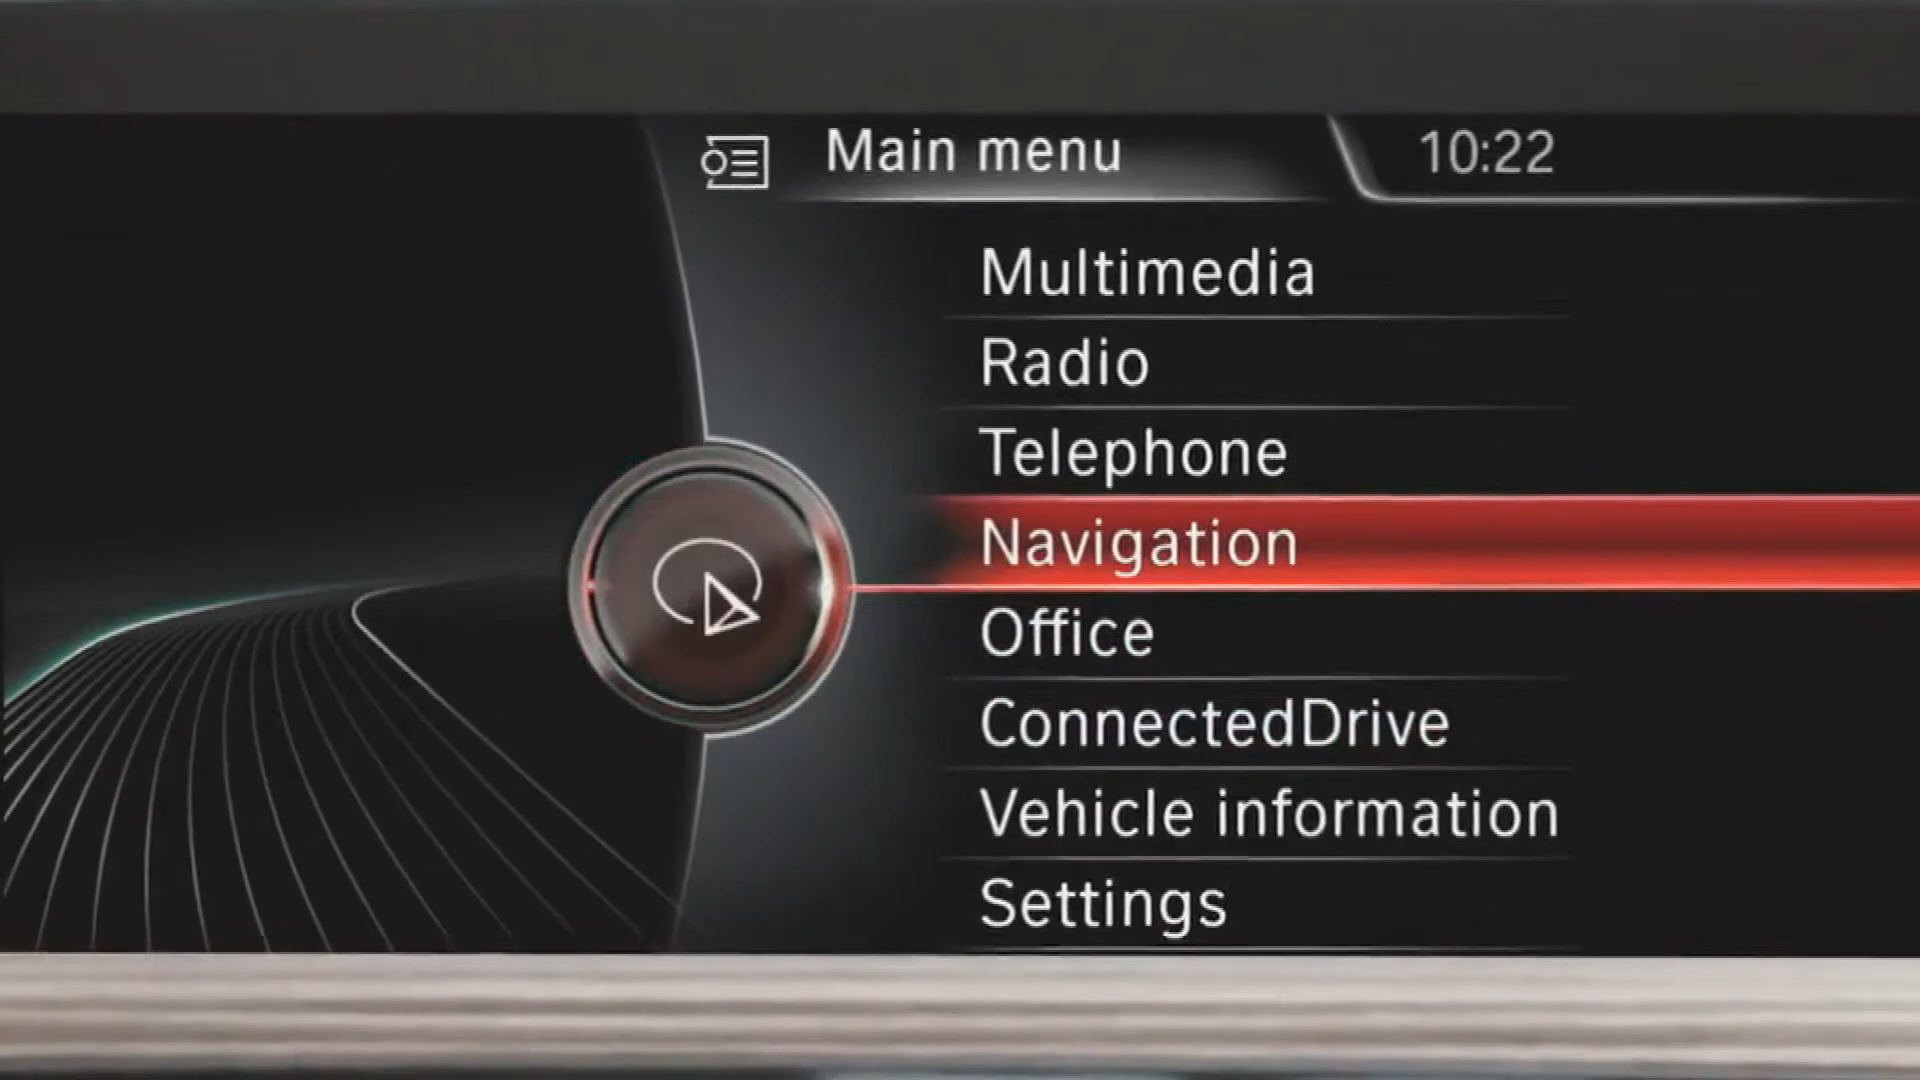 Main menu
10:22
Multimedia
Radio
Telephone
Navigation
Office
ConnectedDrive
Vehicle information
Settings